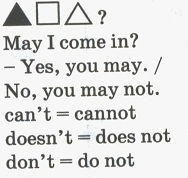 ▲□△?
May I come in?
– Yes, you may. /
No, you may not.
can't = cannot
doesn't = does not
don't = do not